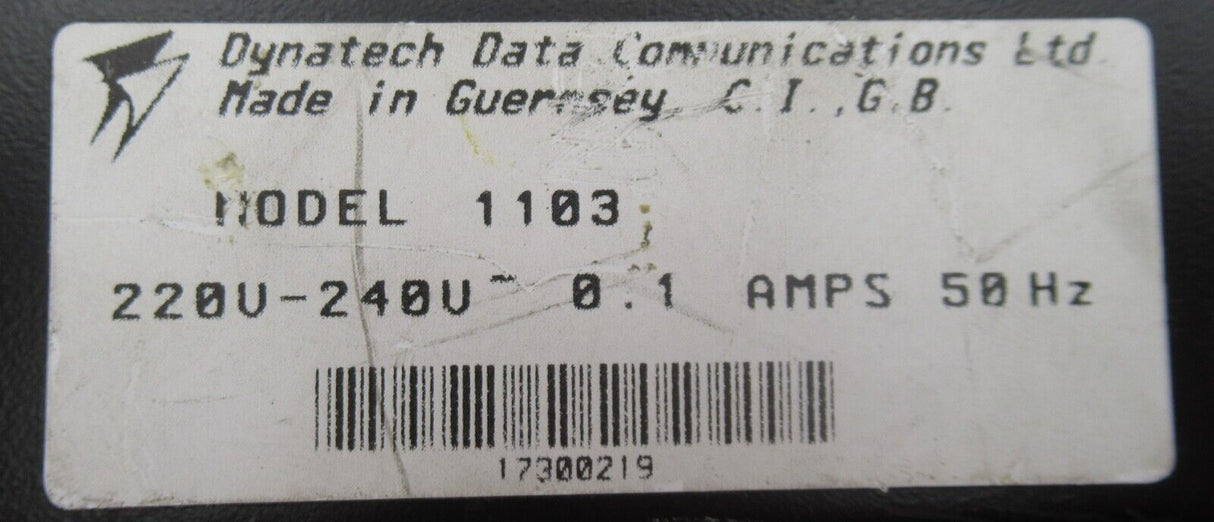 Dynatech Data Communications Ltd.
Made in Guernsey, C.I.,G.B.
MODEL 1103
220V-240V~ 0.1 AMPS 50Hz
17300219